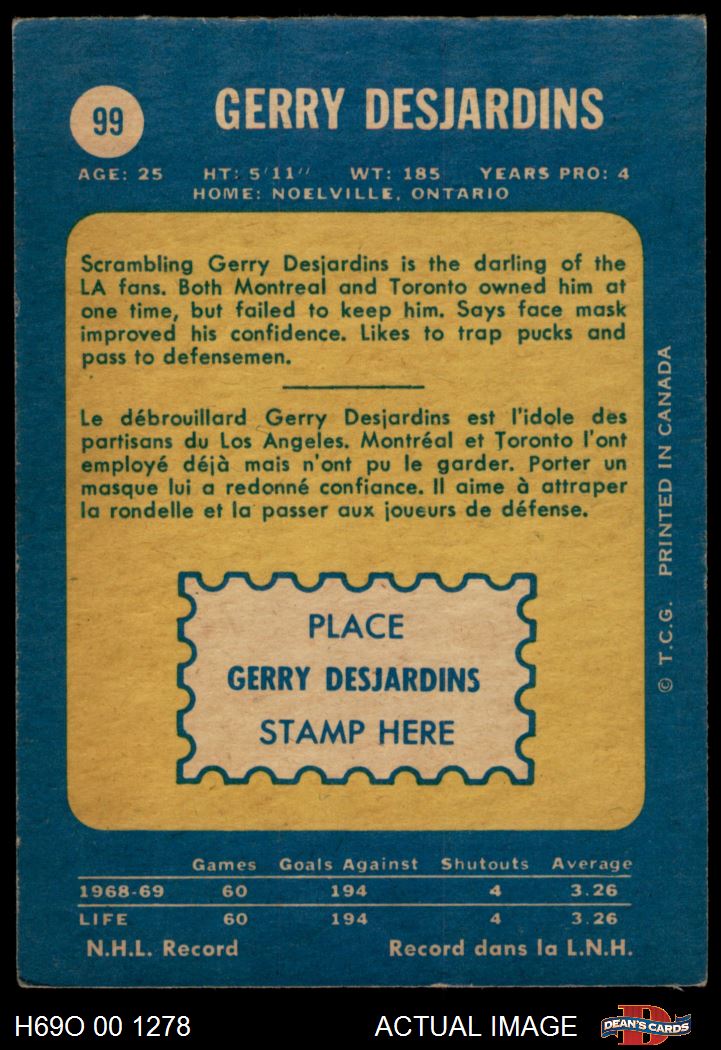 99
GERRY DESJARDINS
AGE: 25 HT: 5'11" WT: 185 YEARS PRO: 4
HOME: NOELVILLE, ONTARIO
Scrambling Gerry Desjardins is the darling of the
LA fans. Both Montreal and Toronto owned him at
one time, but failed to keep him. Says face mask
improved his confidence. Likes to trap pucks and
pass to defensemen.
Le débrouillard Gerry Desjardins est l'idole des
partisans du Los Angeles. Montréal et Toronto l'ont
employé déjà mais n'ont pu le garder. Porter un
masque lui a redonné confiance. Il aime à attraper
la rondelle et la passer aux joueurs de défense.
PLACE
GERRY DESJARDINS
STAMP HERE
© T.C.G. PRINTED IN CANADA
Games Goals Against Shutouts Average
1968-69 60 194 4 3.26
LIFE 60 194 4 3.26
N.H.L. Record Record dans la L.N.H.
H69O 00 1278 ACTUAL IMAGE D DEAN'S CARDS